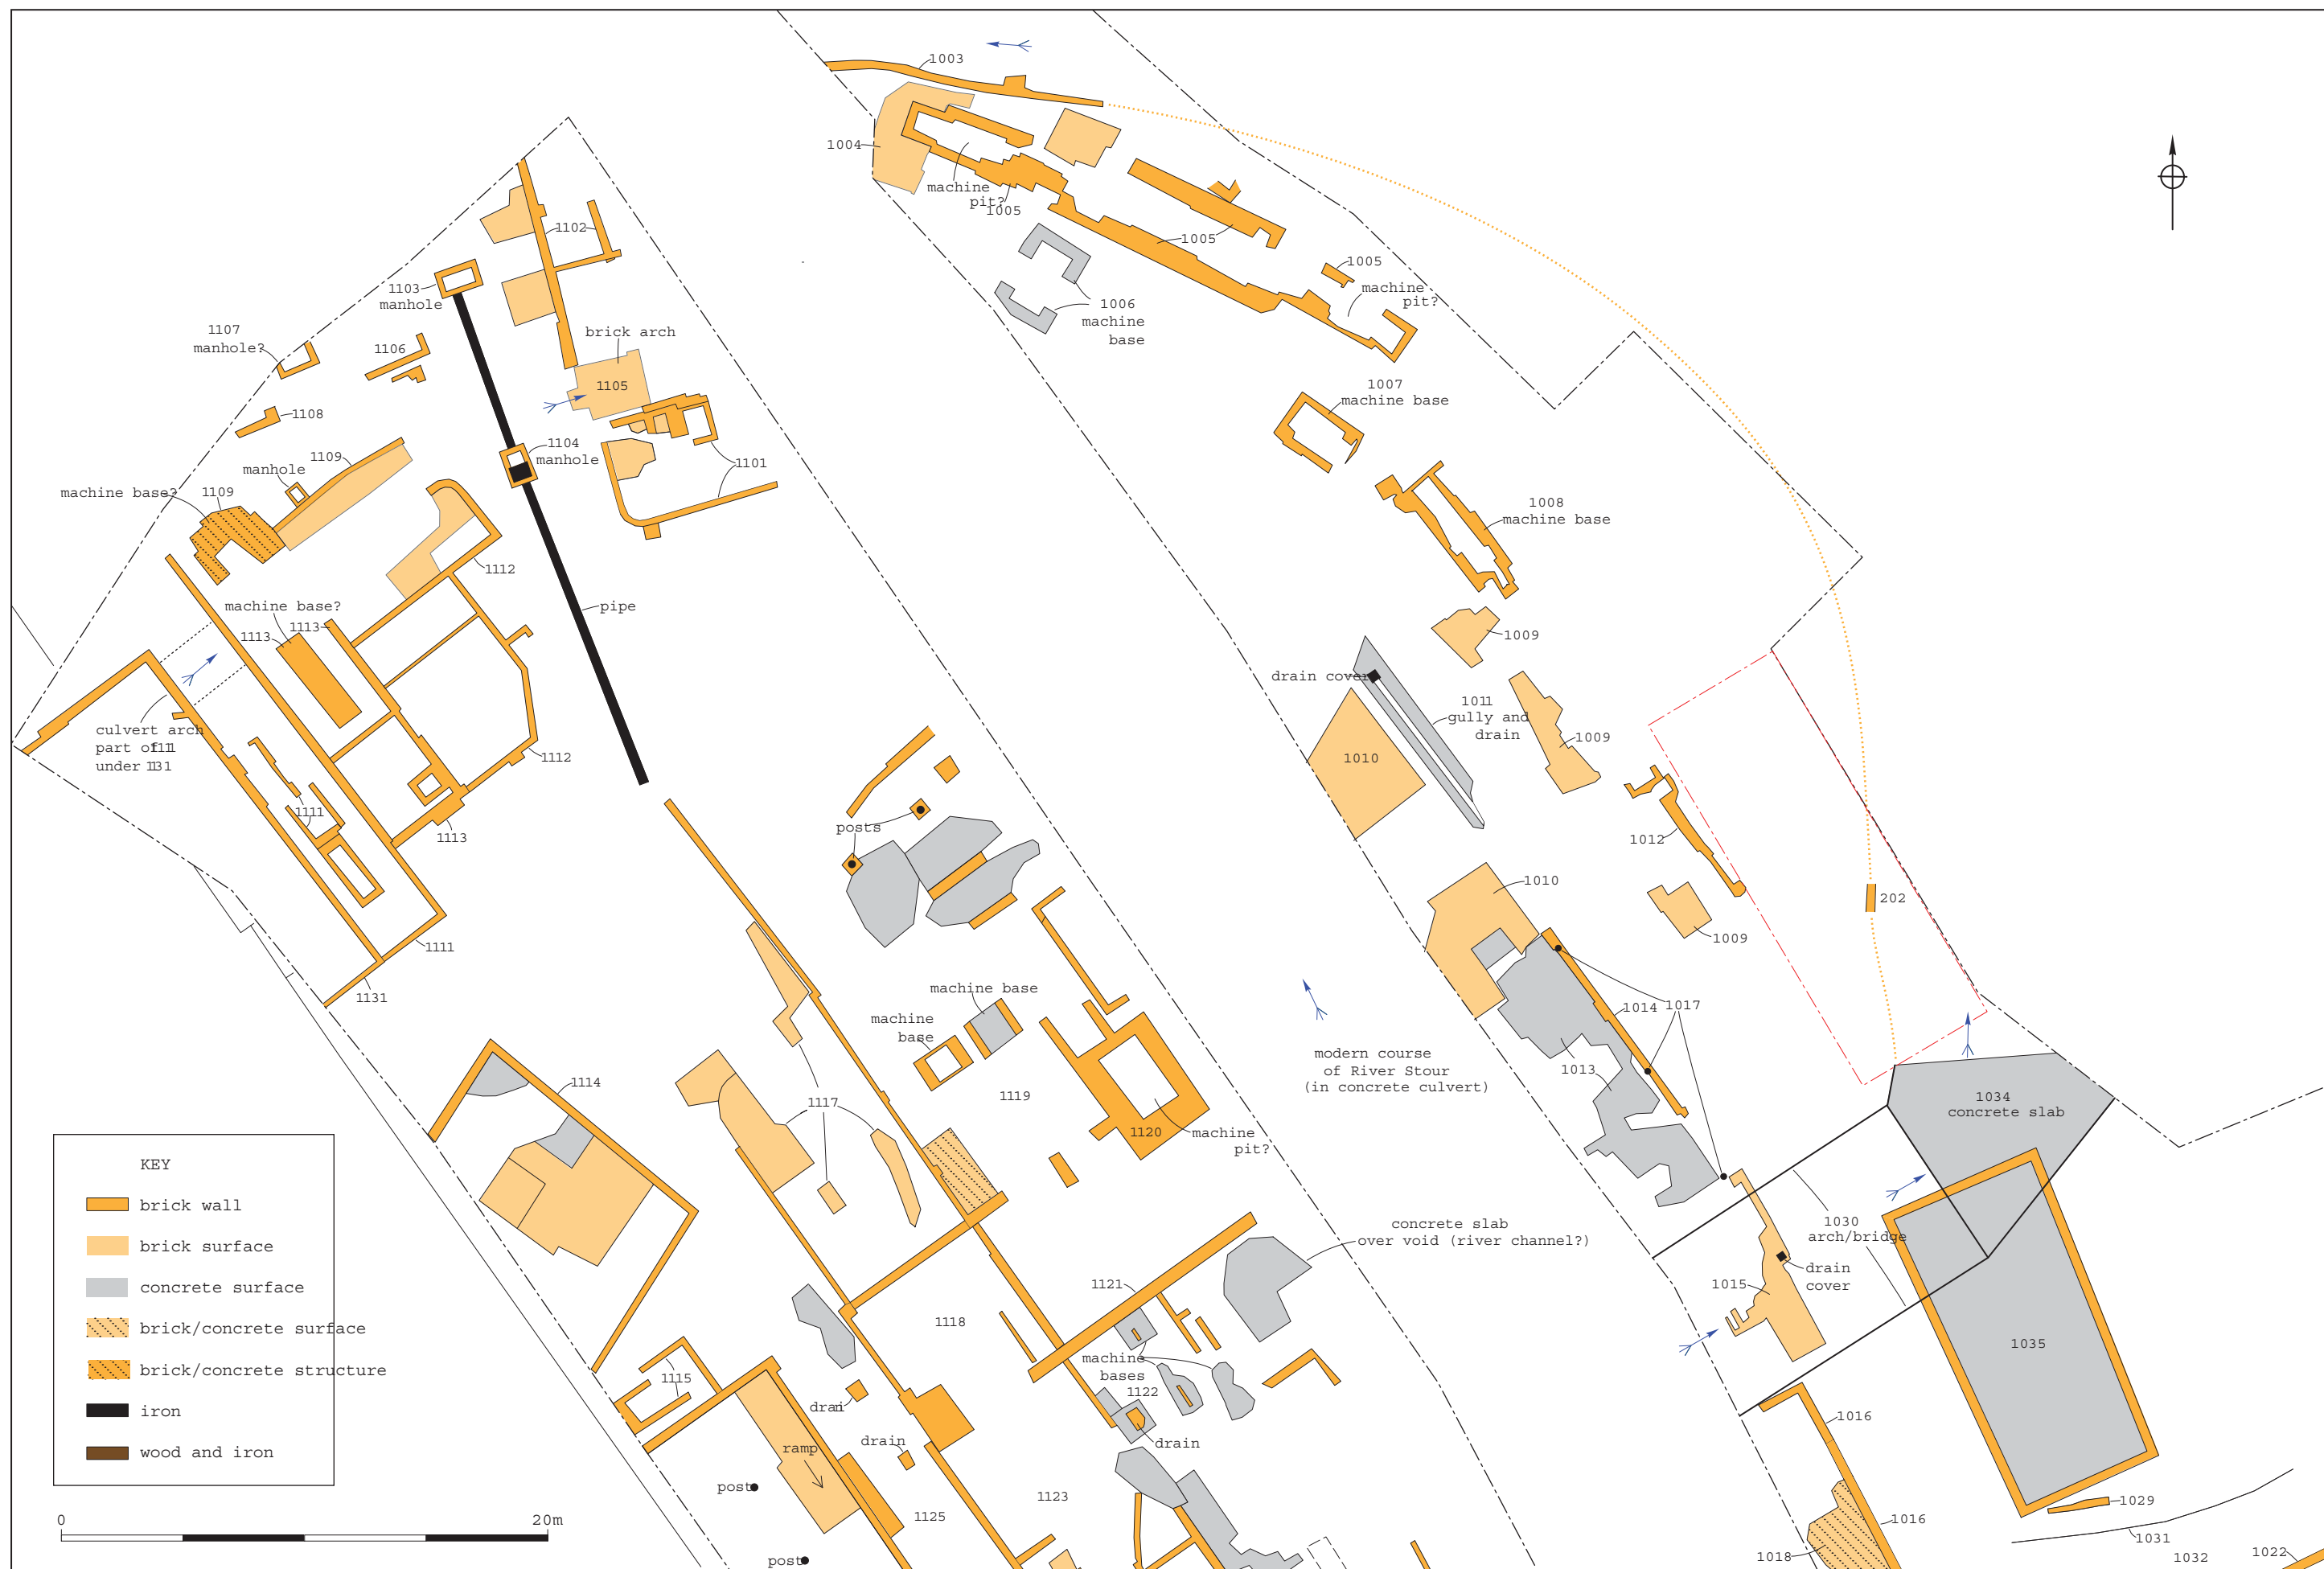 1003
1004
machine
pit?
1005
1005
1005
machine
pit?
1006
machine
base
1102
1103
manhole
brick arch
1105
1107
manhole?
1106
1108
1104
manhole
1101
1109
manhole
machine base?
1109
1112
pipe
machine base?
1113
1113
culvert arch
part of 1111
under 1131
1112
1111
1113
1111
1131
1007
machine base
1008
machine base
1009
drain cover
1011
gully and
drain
1009
1010
1012
1010
202
1009
posts
machine base
machine
base
1014
1017
modern course
of River Stour
(in concrete culvert)
1013
1119
1120
machine
pit?
1034
concrete slab
1114
1117
concrete slab
over void (river channel?)
1030
arch/bridge
drain
cover
1015
1121
1118
machine
bases
1122
drain
1035
1115
drain
drain
ramp
post
1125
1123
post
1016
1016
1029
1031
1018
1032
1022
KEY
brick wall
brick surface
concrete surface
brick/concrete surface
brick/concrete structure
iron
wood and iron
0
20m